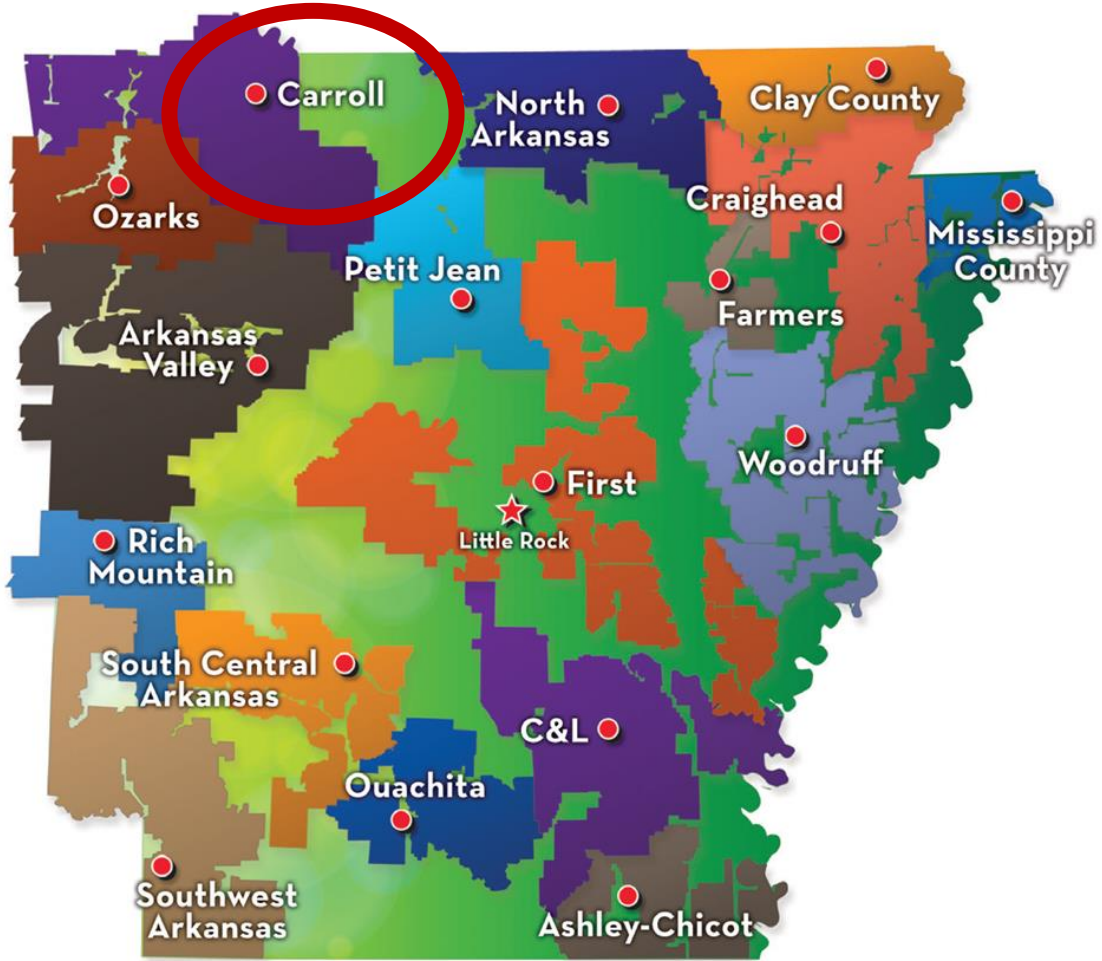 Carroll
North
Arkansas
Clay County
Ozarks
Craighead
Mississippi
County
Petit Jean
Farmers
Arkansas
Valley
Woodruff
First
Little Rock
Rich
Mountain
South Central
Arkansas
C&L
Ouachita
Southwest
Arkansas
Ashley-Chicot